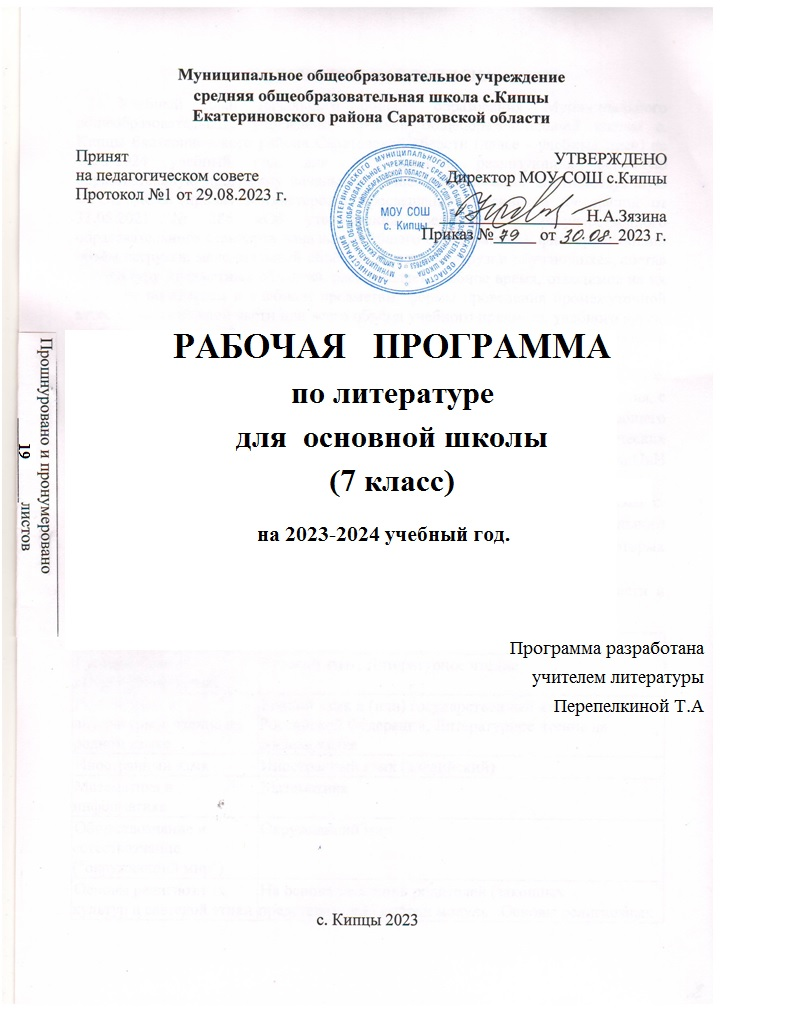 Муниципальное общеобразовательное учреждение
средняя общеобразовательная школа с.Кипцы
Екатериновского района Саратовской области
Принят
на педагогическом совете
Протокол №1 от 29.08.2023 г.
УТВЕРЖДЕНО
Директор МОУ СОШ с.Кипцы
Н.А.Зязина
Приказ № 79 от 30.08. 2023 г.
МОУ СОШ
с. Кипцы
РАБОЧАЯ ПРОГРАММА
по литературе
для основной школы
(7 класс)
на 2023-2024 учебный год.
Прошнуровано и пронумеровано
19 листов
Программа разработана
учителем литературы
Перепелкиной Т.А
с. Кипцы 2023